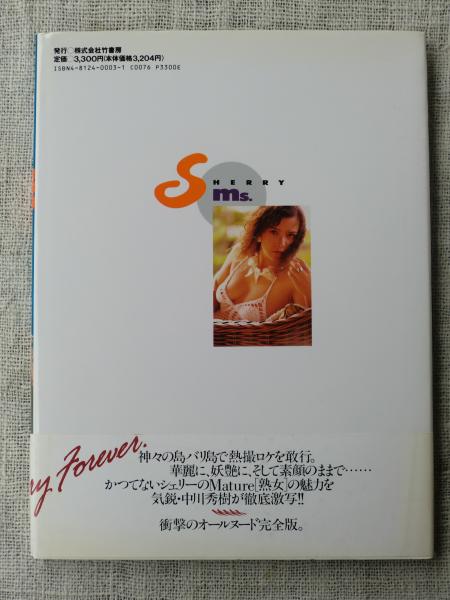 発行◯株式会社竹書房
定価 3,300円(本体価格3,204円)
ISBN4-8124-0003-1 C0076 P3300E
SHERRY
ms.
ry Forever.
神々の島バリ島で熱撮ロケを敢行。
華麗に、妖艶に、そして素顔のままで……
かつてないシェリーのMature[熟女]の魅力を
気鋭・中川秀樹が徹底激写!!
衝撃のオールヌード完全版。